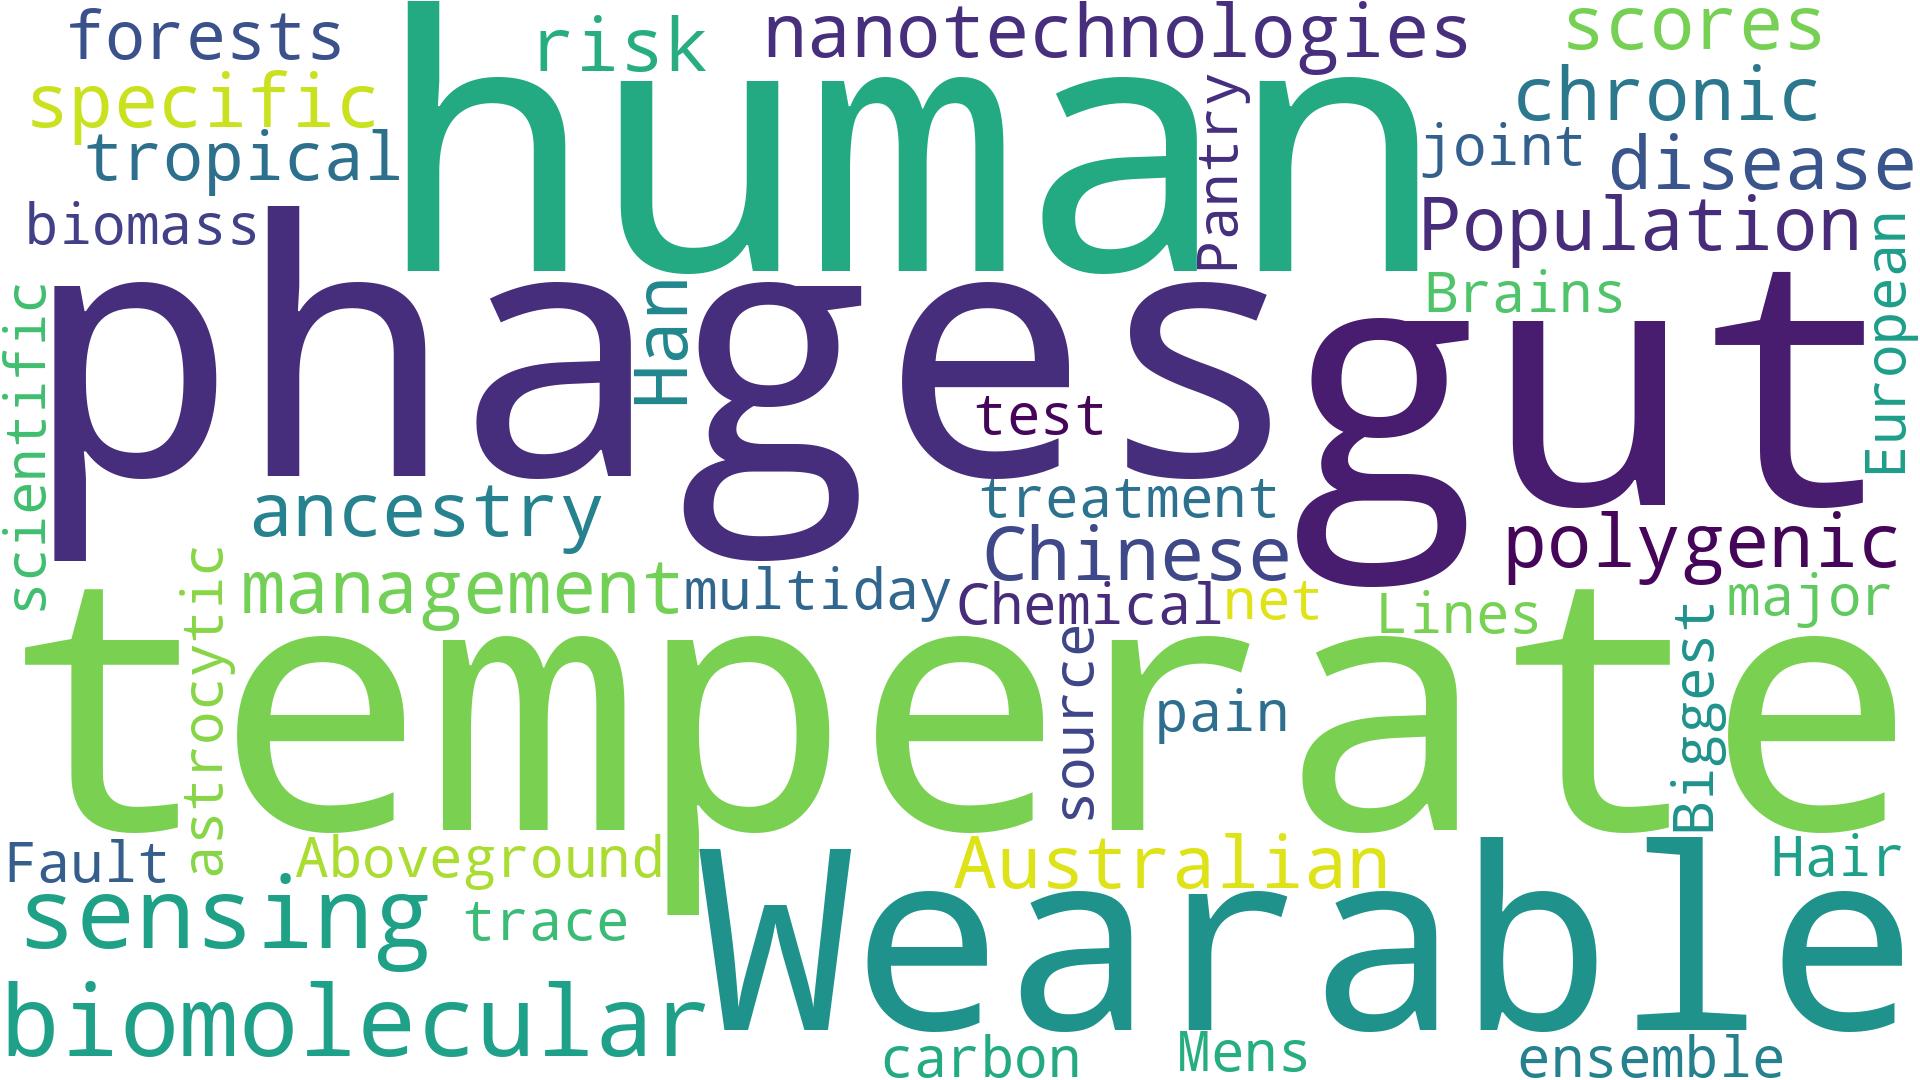 forests
risk
nanotechnologies
scores
specific
human
chronic
tropical
Pantry
joint
disease
biomass
Population
European
phages
Han
gut
Brains
scientific
test
ancestry
treatment
Chinese
polygenic
astrocytic
management
multiday
Chemical
net
Lines
major
temperate
source
pain
Biggest
Fault
Aboveground
Australian
Hair
sensing
trace
Wearable
biomolecular
carbon
Mens
ensemble